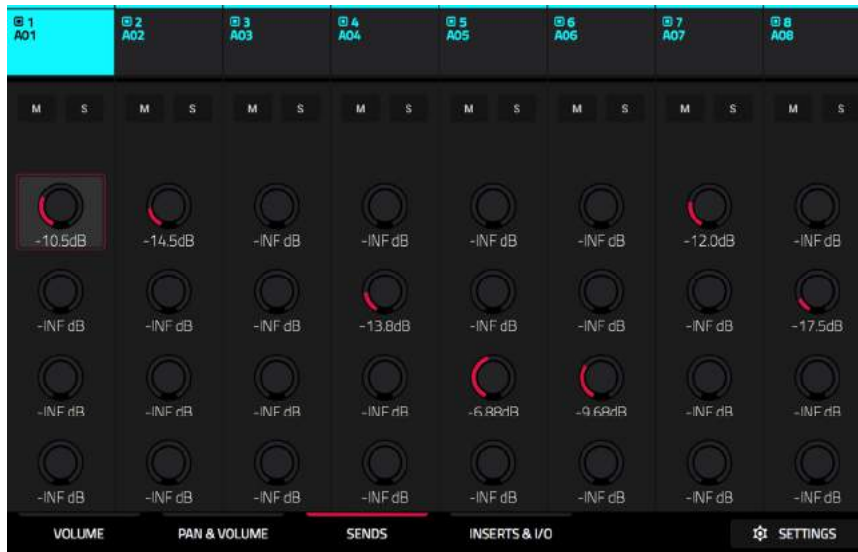 1 2 3 4 5 6 7 8
A01 A02 A03 A04 A05 A06 A07 A08
M S M S M S M S M S M S M S M S
-10.5dB -14.5dB -INF dB -INF dB -INF dB -INF dB -12.0dB -INF dB
-INF dB -INF dB -INF dB -13.8dB -INF dB -INF dB -INF dB -17.5dB
-INF dB -INF dB -INF dB -INF dB -6.88dB -9.68dB -INF dB -INF dB
-INF dB -INF dB -INF dB -INF dB -INF dB -INF dB -INF dB -INF dB
VOLUME PAN & VOLUME SENDS INSERTS & I/O SETTINGS